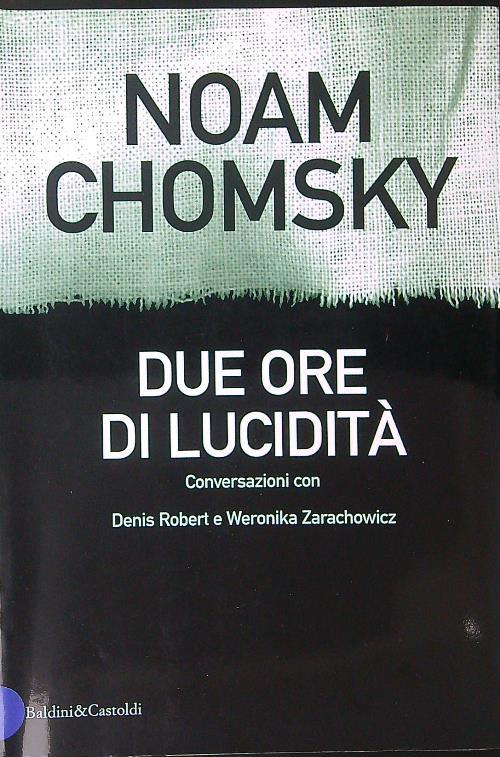 NOAM
CHOMSKY
DUE ORE
DI LUCIDITÀ
Conversazioni con
Denis Robert e Weronika Zarachowicz
Baldini&Castoldi